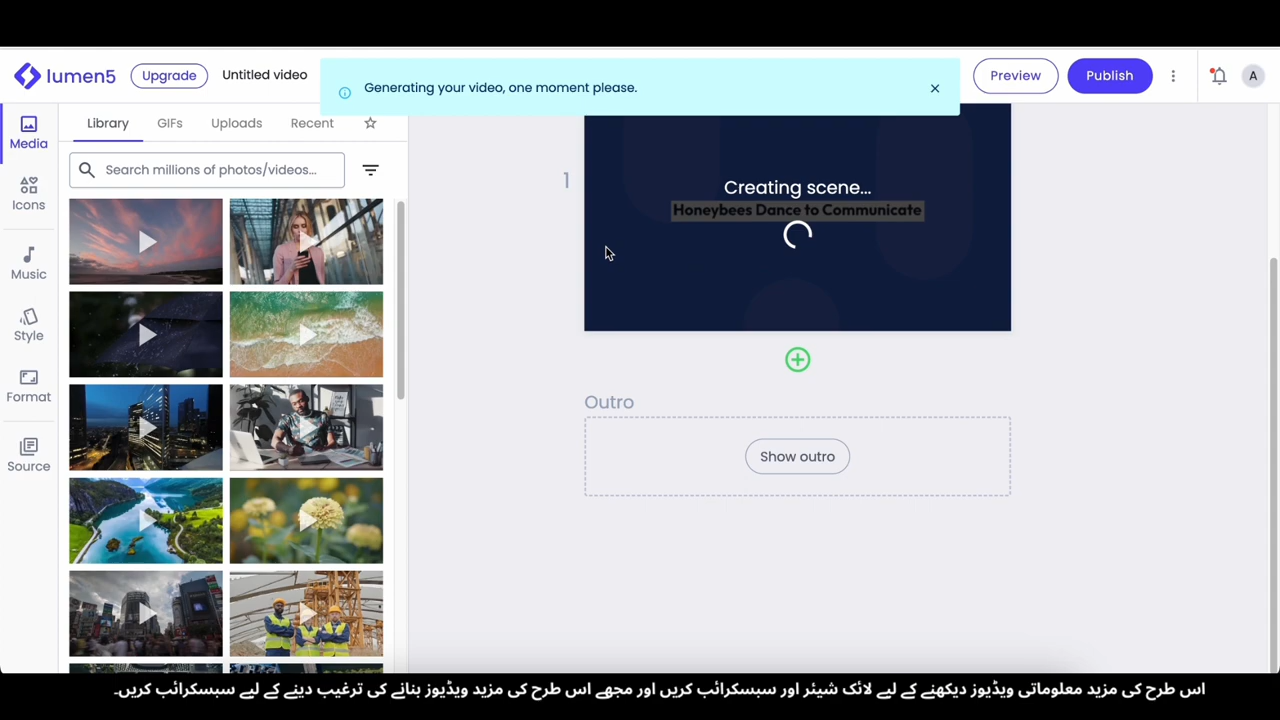 lumen5
Upgrade
Untitled video
Generating your video, one moment please.
Preview
Publish
A
Media
Icons
Music
Style
Format
Source
Library
GIFs
Uploads
Recent
Search millions of photos/videos...
1
Creating scene...
Honeybees Dance to Communicate
Outro
Show outro
اس طرح کی مزید معلوماتی ویڈیوز دیکھنے کے لیے لائک شیئر اور سبسکرائب کریں اور مجھے اس طرح کی مزید ویڈیوز بنانے کی ترغیب دینے کے لیے سبسکرائب کریں۔